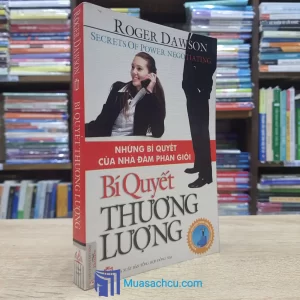 ROGER DAWSON
SECRETS OF POWER NEGOTIATING
NHỮNG BÍ QUYẾT
CỦA NHÀ ĐÀM PHÁN GIỎI
Bí Quyết
THƯƠNG
LƯỢNG
ROGER DAWSON
BÍ QUYẾT THƯƠNG LƯỢNG
Muasachcu.com